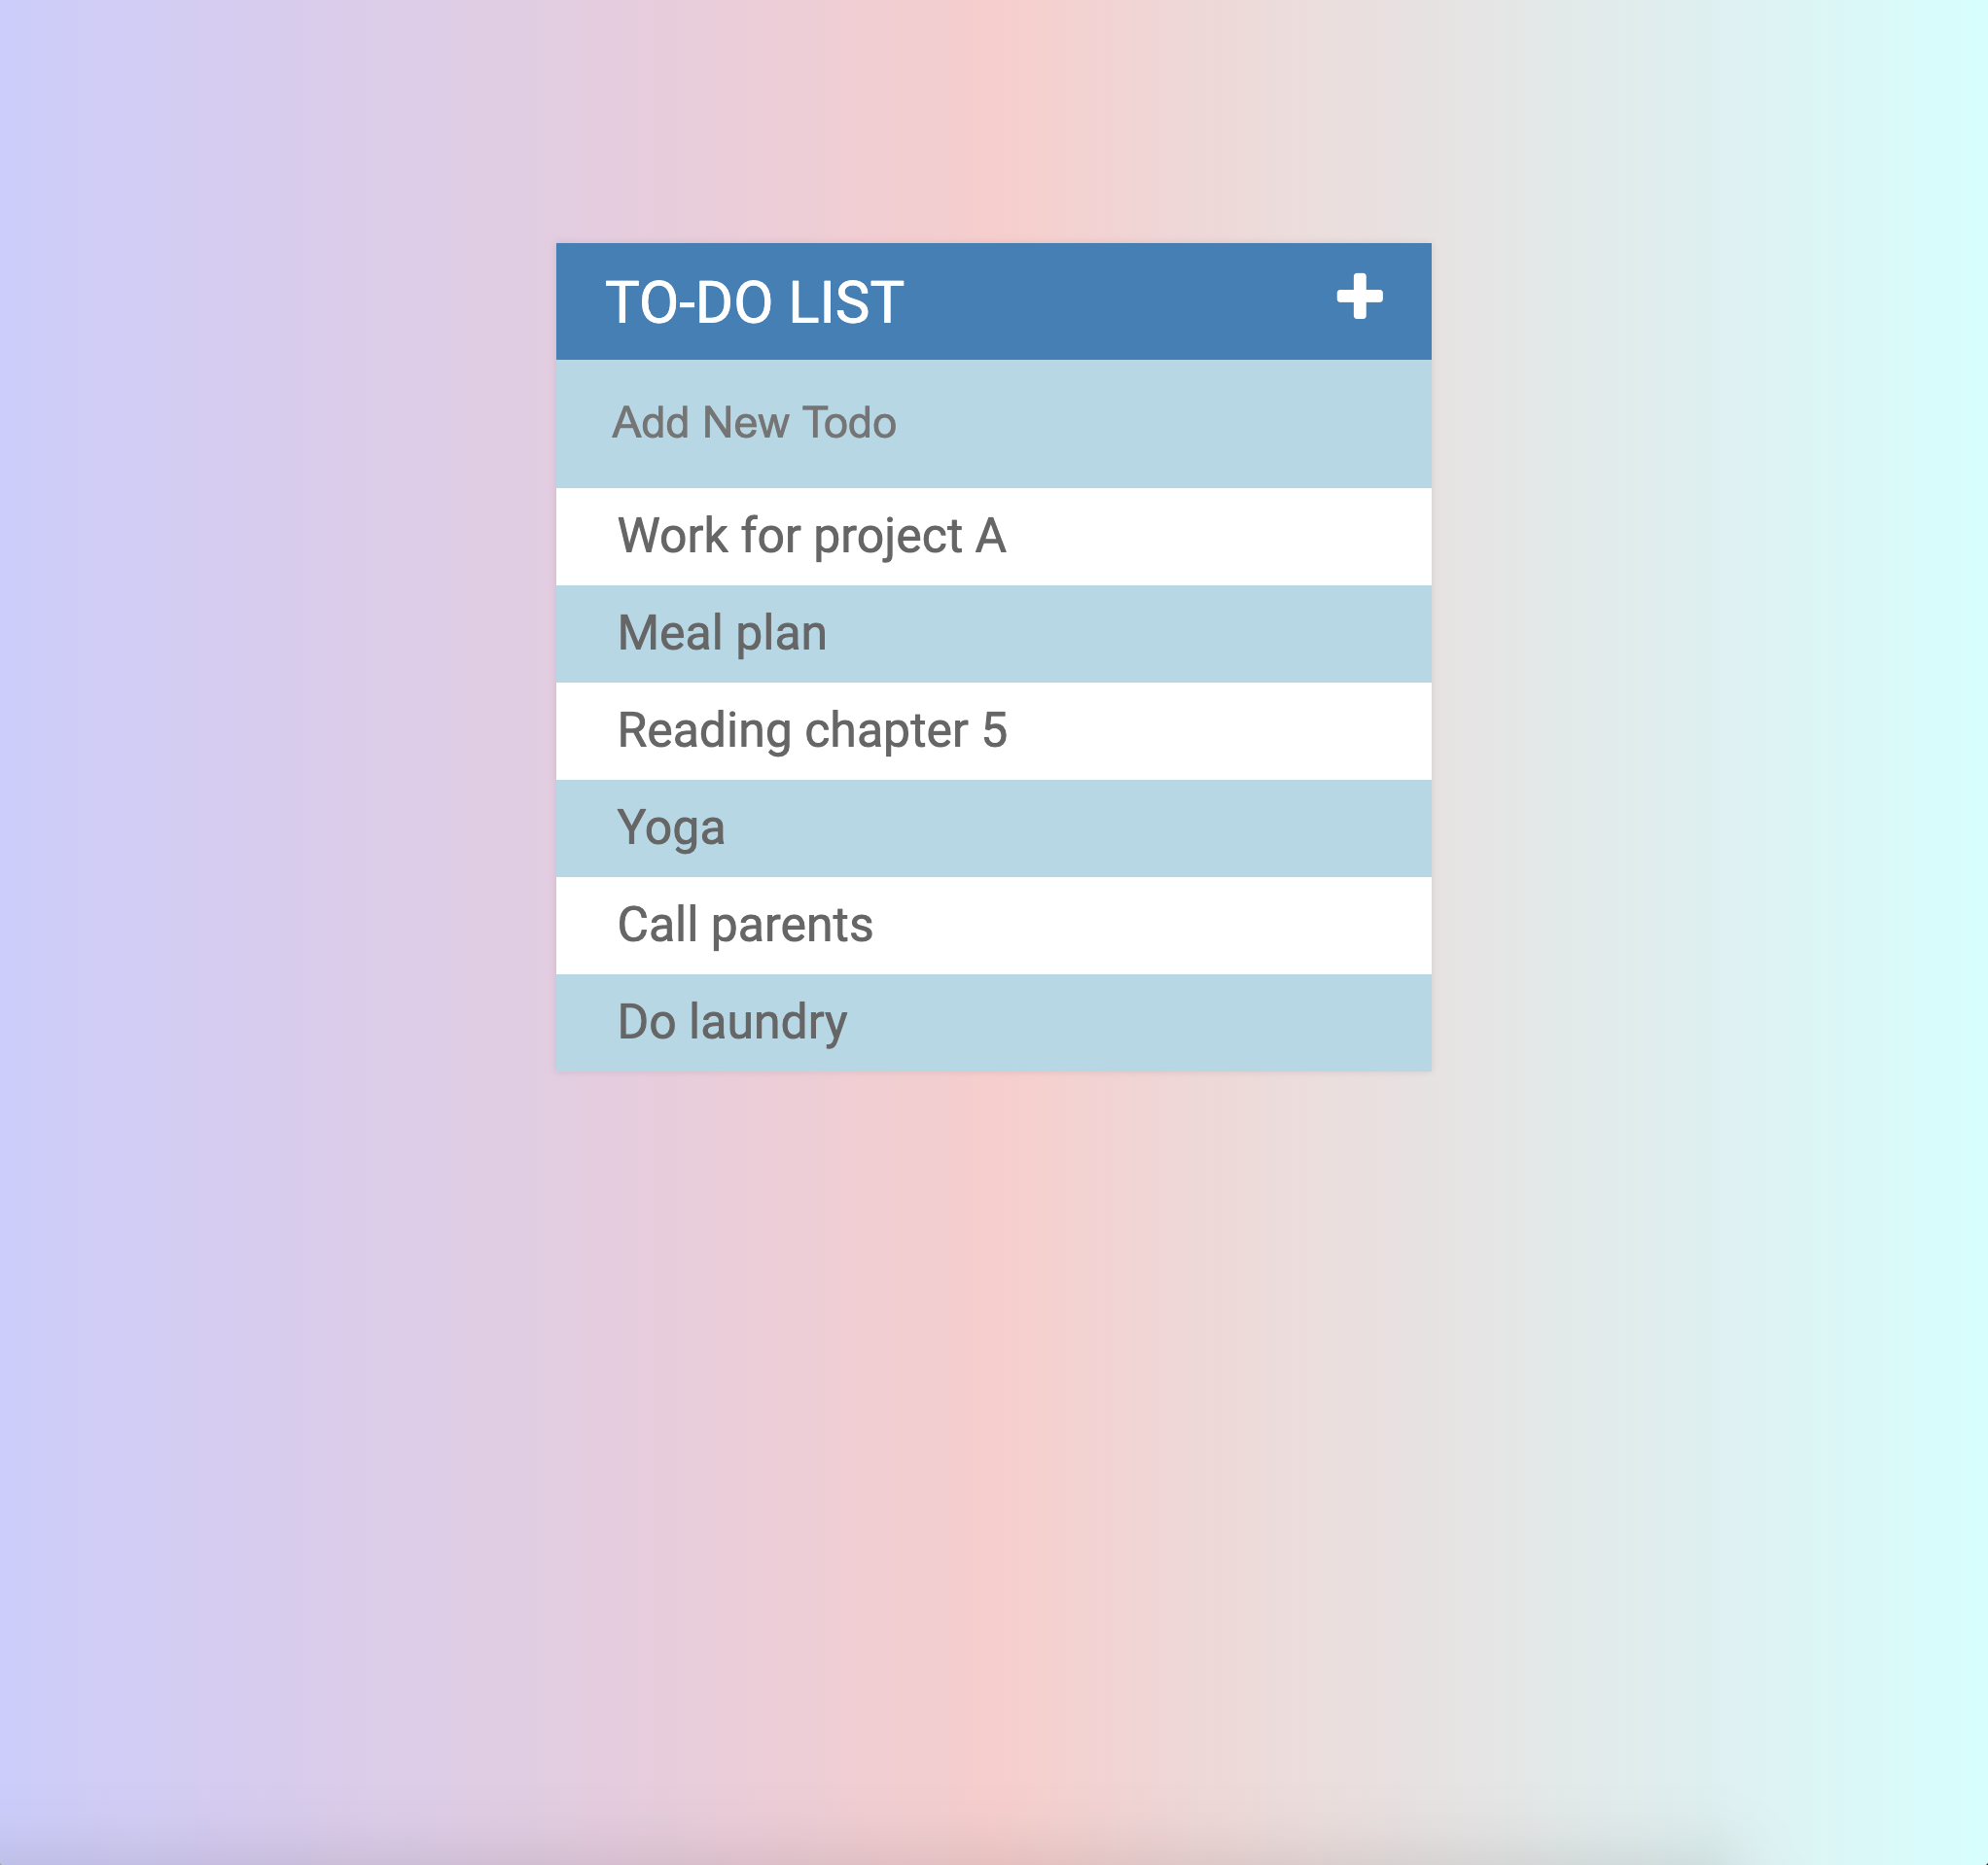 TO-DO LIST
Add New Todo
Work for project A
Meal plan
Reading chapter 5
Yoga
Call parents
Do laundry